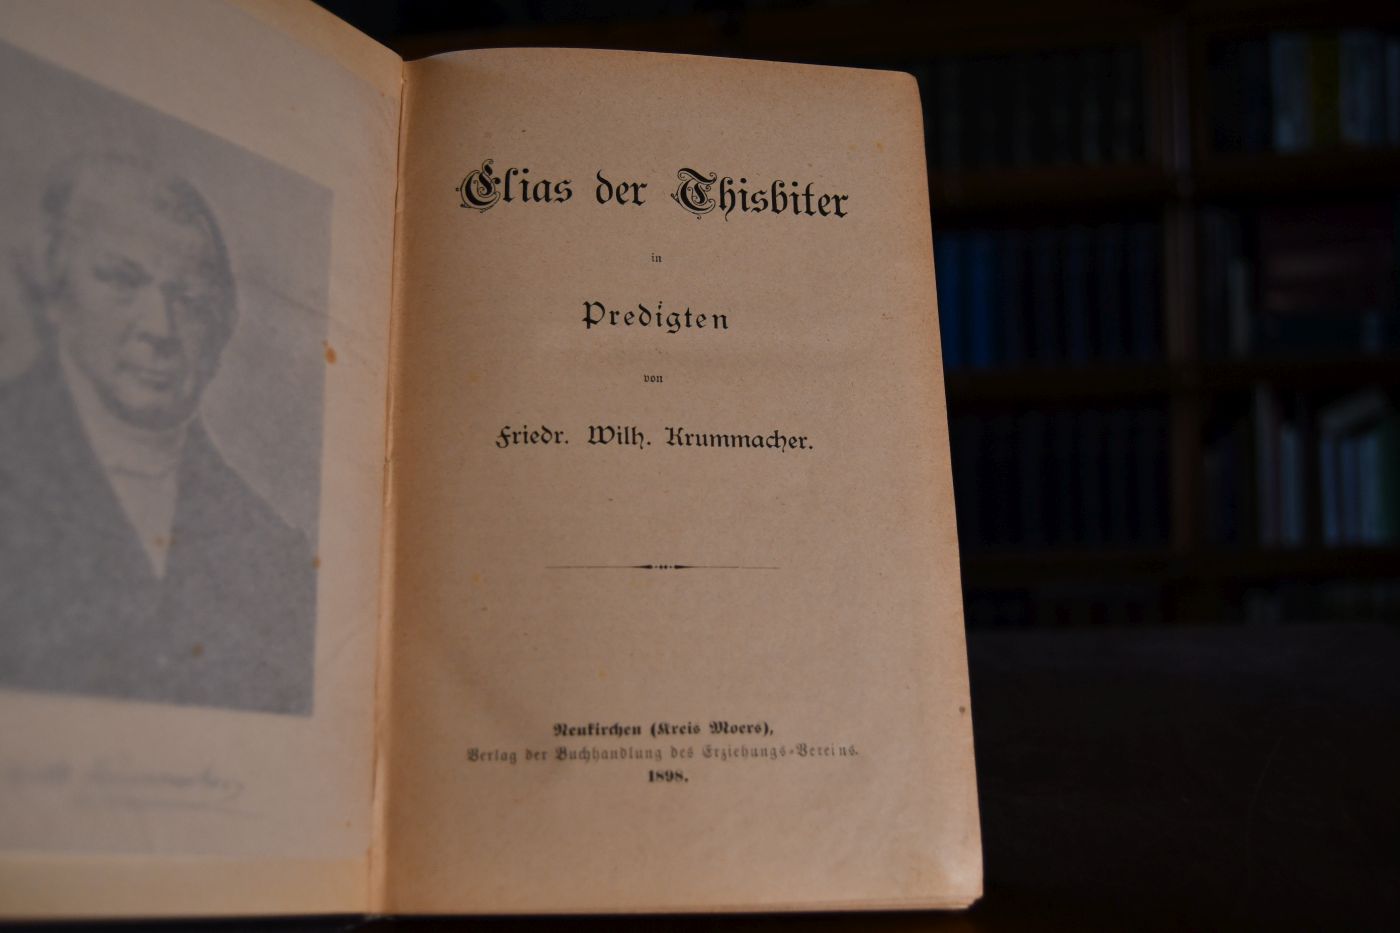 Elias der Thisbiter
in
Predigten
von
Friedr. Wilh. Krummacher.
Neukirchen (Kreis Moers),
Verlag der Buchhandlung des Erziehungs-Vereins.
1898.